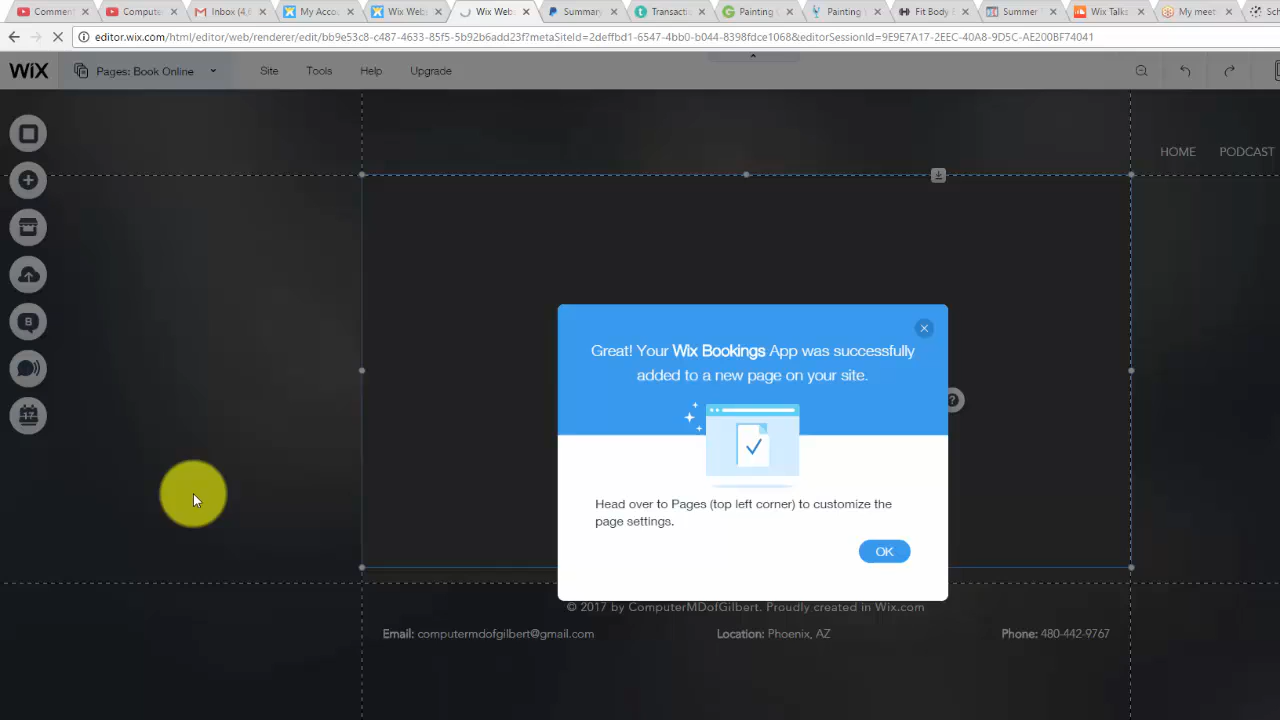 Comment
Compute
Inbox (4,
My Acco
Wix Web
Wix Web
Summary
Transacti
Painting
Painting
Fit Body
Summer
Wix Talks
My meet
Sch
editor.wix.com/html/editor/web/renderer/edit/bb9e53c8-c487-4633-85f5-5b92b6add23f?metaSiteId=2deffbd1-6547-4bb0-b044-8398fdce1068&editorSessionId=9E9E7A17-2EEC-40A8-9D5C-AE200BF74041
WiX
Pages: Book Online
Site
Tools
Help
Upgrade
HOME
PODCAST
Great! Your Wix Bookings App was successfully
added to a new page on your site.
Head over to Pages (top left corner) to customize the
page settings.
OK
© 2017 by ComputerMDofGilbert. Proudly created in Wix.com
Email: computermdofgilbert@gmail.com
Location: Phoenix, AZ
Phone: 480-442-9767